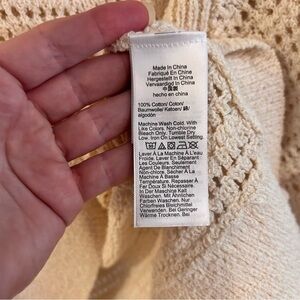 Made In China
Fabriqué En Chine
Hergestellt In China
Vervaardigd In China
中国製
hecho en china
100% Cotton/ Coton/
Baumwolle/ Katoen/ 綿/
algodón
Machine Wash Cold. With
Like Colors. Non-chlorine
Bleach Only. Tumble Dry
Low. Iron On Lowest Setting.
Laver À La Machine À L'eau
Froide. Laver En Séparant
Les Couleurs. Seulement
Agent De Blanchiment
Non-chlore. Sécher À La
Machine À Basse
Température. Repasser À
Fer Doux Si Nécessaire.
In Der Maschine Kalt
Waschen. Mit Ähnlichen
Farben Waschen. Nur
Chlorfreies Bleichmittel
Verwenden. Bei Geringer
Wärme Trocknen. Bei